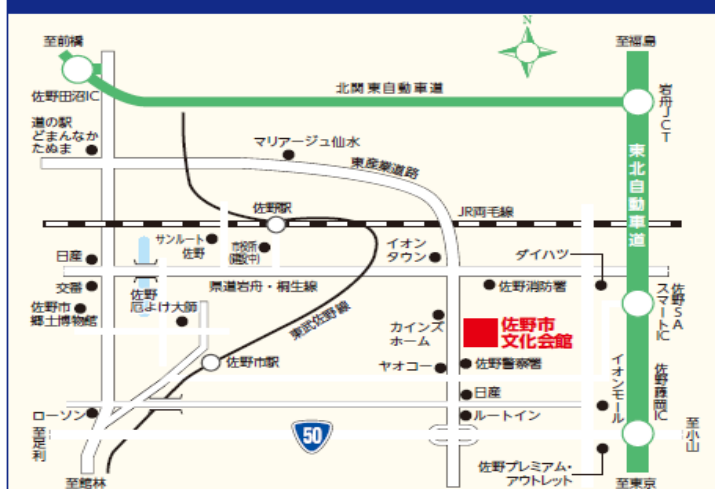 至前橋
N
至福島
佐野田沼IC
北関東自動車道
岩舟JCT
道の駅
どまんなか
たぬま
マリアージュ仙水
東産業道路
東北自動車道
佐野駅
JR両毛線
サンルート
佐野
市役所
(建設中)
イオン
タウン
ダイハツ
日産
交番
佐野
厄よけ大師
県道岩舟・桐生線
佐野消防署
佐野SA
スマートIC
佐野市
郷土博物館
東武佐野線
カインズ
ホーム
佐野市
文化会館
佐野市駅
ヤオコー
佐野警察署
イオンモール
佐野藤岡IC
日産
ローソン
ルートイン
至足利
50
至小山
佐野プレミアム・
アウトレット
至館林
至東京